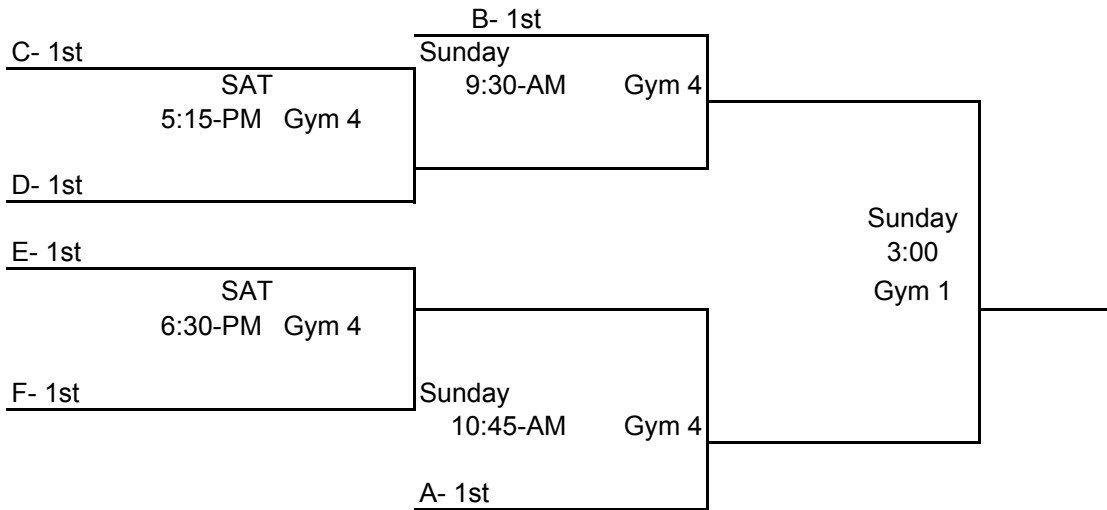 B- 1st
C- 1st
Sunday
SAT
9:30-AM Gym 4
5:15-PM Gym 4
D- 1st
Sunday
E- 1st
3:00
SAT
Gym 1
6:30-PM Gym 4
F- 1st
Sunday
10:45-AM Gym 4
A- 1st